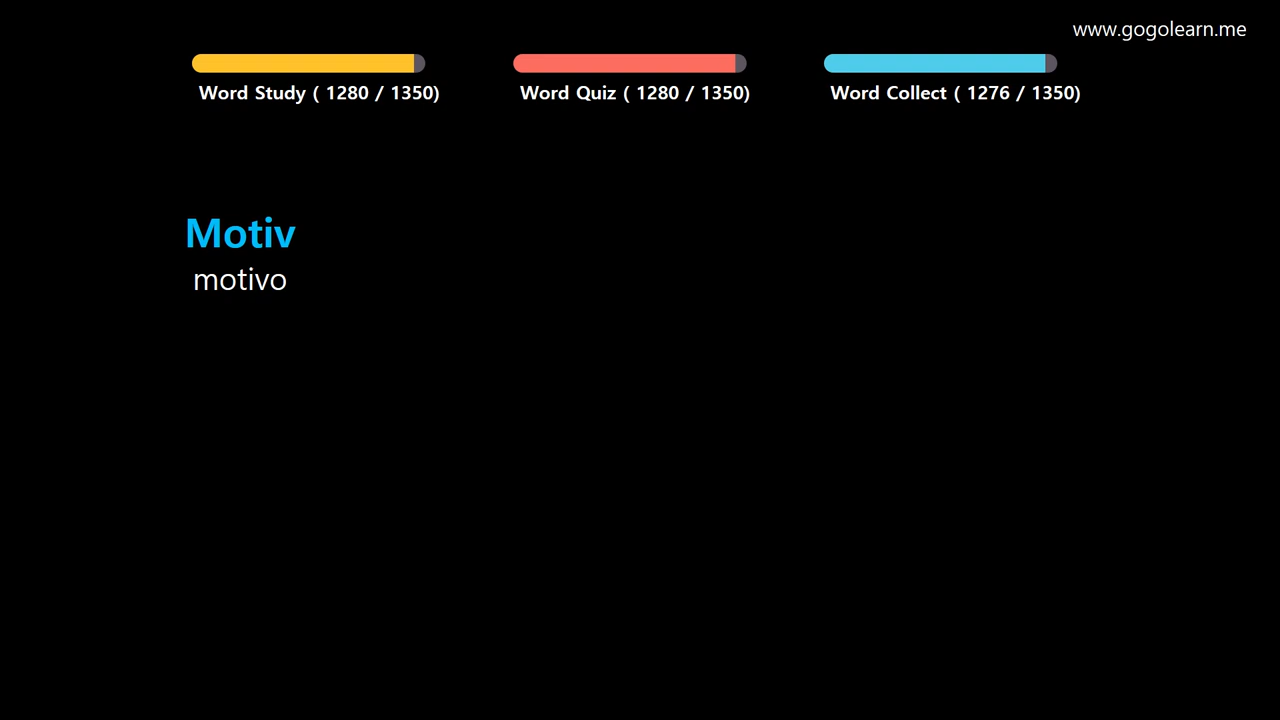 www.gogolearn.me
Word Study ( 1280 / 1350)
Word Quiz ( 1280 / 1350)
Word Collect ( 1276 / 1350)
Motiv
motivo